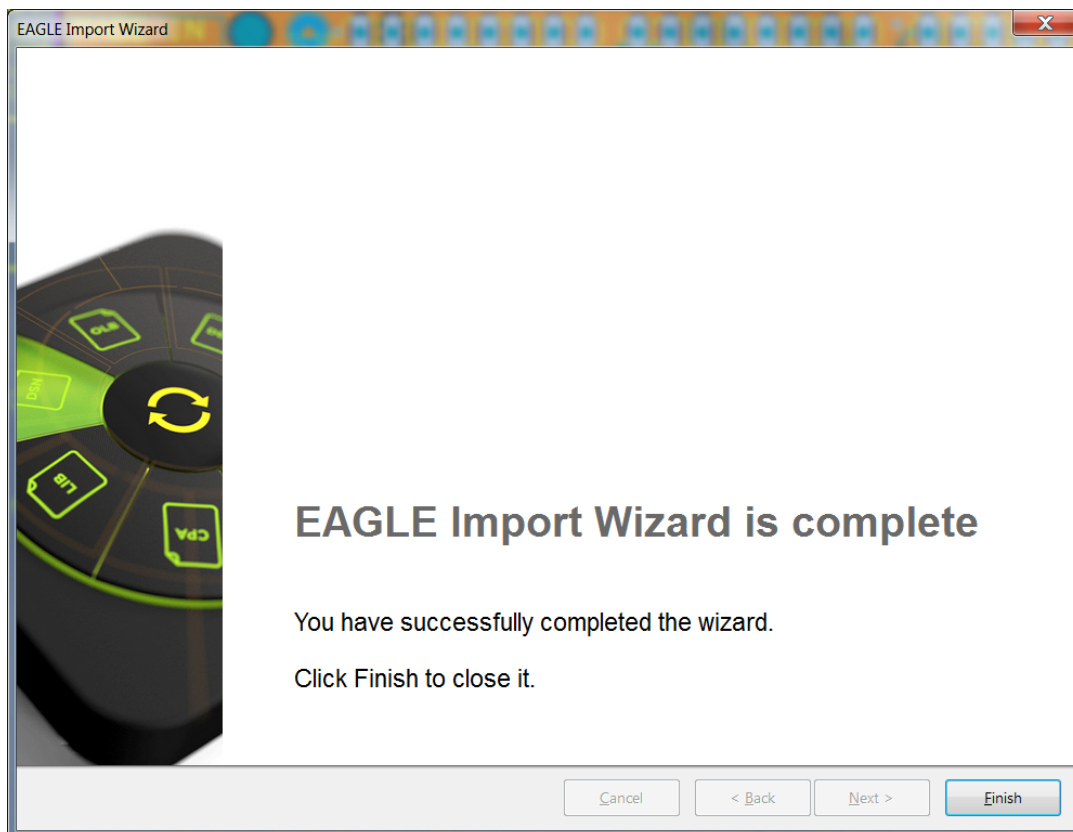 EAGLE Import Wizard
X
OLB
DSN
LIB
CPA
EAGLE Import Wizard is complete
You have successfully completed the wizard.
Click Finish to close it.
Cancel
< Back
Next >
Finish